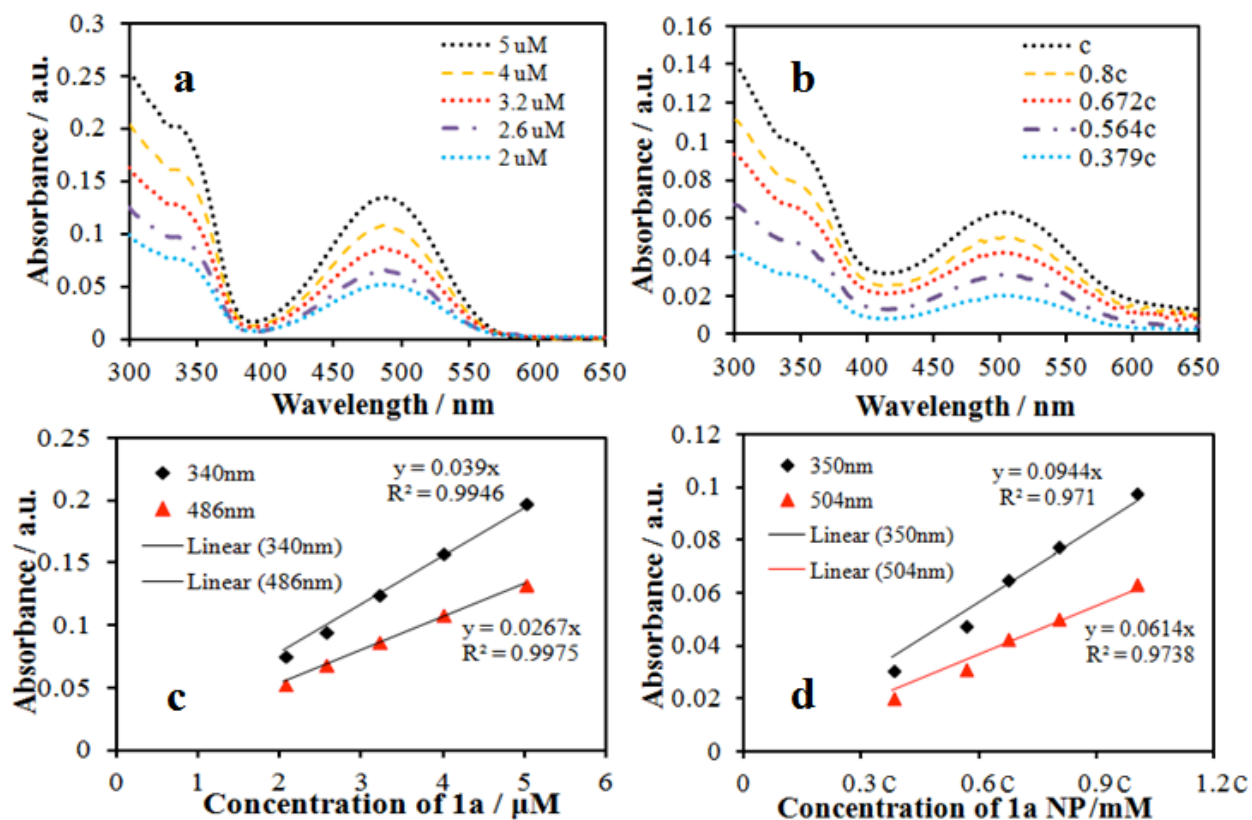 0.3
0.25
0.2
0.15
0.1
0.05
0
Absorbance / a.u.
a
5 uM
4 uM
3.2 uM
2.6 uM
2 uM
300 350 400 450 500 550 600 650
Wavelength / nm
0.16
0.14
0.12
0.1
0.08
0.06
0.04
0.02
0
Absorbance / a.u.
b
c
0.8c
0.672c
0.564c
0.379c
300 350 400 450 500 550 600 650
Wavelength / nm
0.25
0.2
0.15
0.1
0.05
0
Absorbance / a.u.
340nm
486nm
Linear (340nm)
Linear (486nm)
y = 0.039x
R² = 0.9946
y = 0.0267x
R² = 0.9975
c
0 1 2 3 4 5 6
Concentration of 1a / μM
0.12
0.1
0.08
0.06
0.04
0.02
0
Absorbance / a.u.
350nm
504nm
Linear (350nm)
Linear (504nm)
y = 0.0944x
R² = 0.971
y = 0.0614x
R² = 0.9738
d
0 0.3c 0.6c 0.9c 1.2c
Concentration of 1a NP/mM